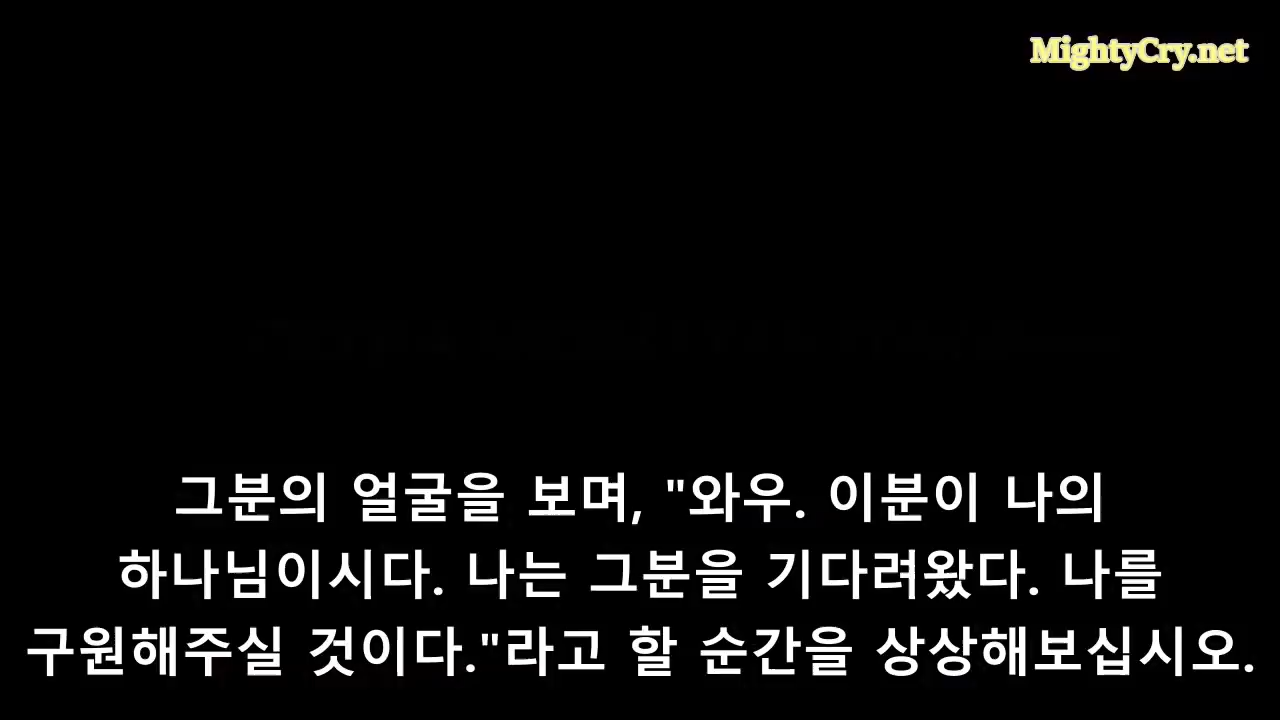 MightyCry.net
그분의 얼굴을 보며, "와우. 이분이 나의
하나님이시다. 나는 그분을 기다려왔다. 나를
구원해주실 것이다."라고 할 순간을 상상해보십시오.